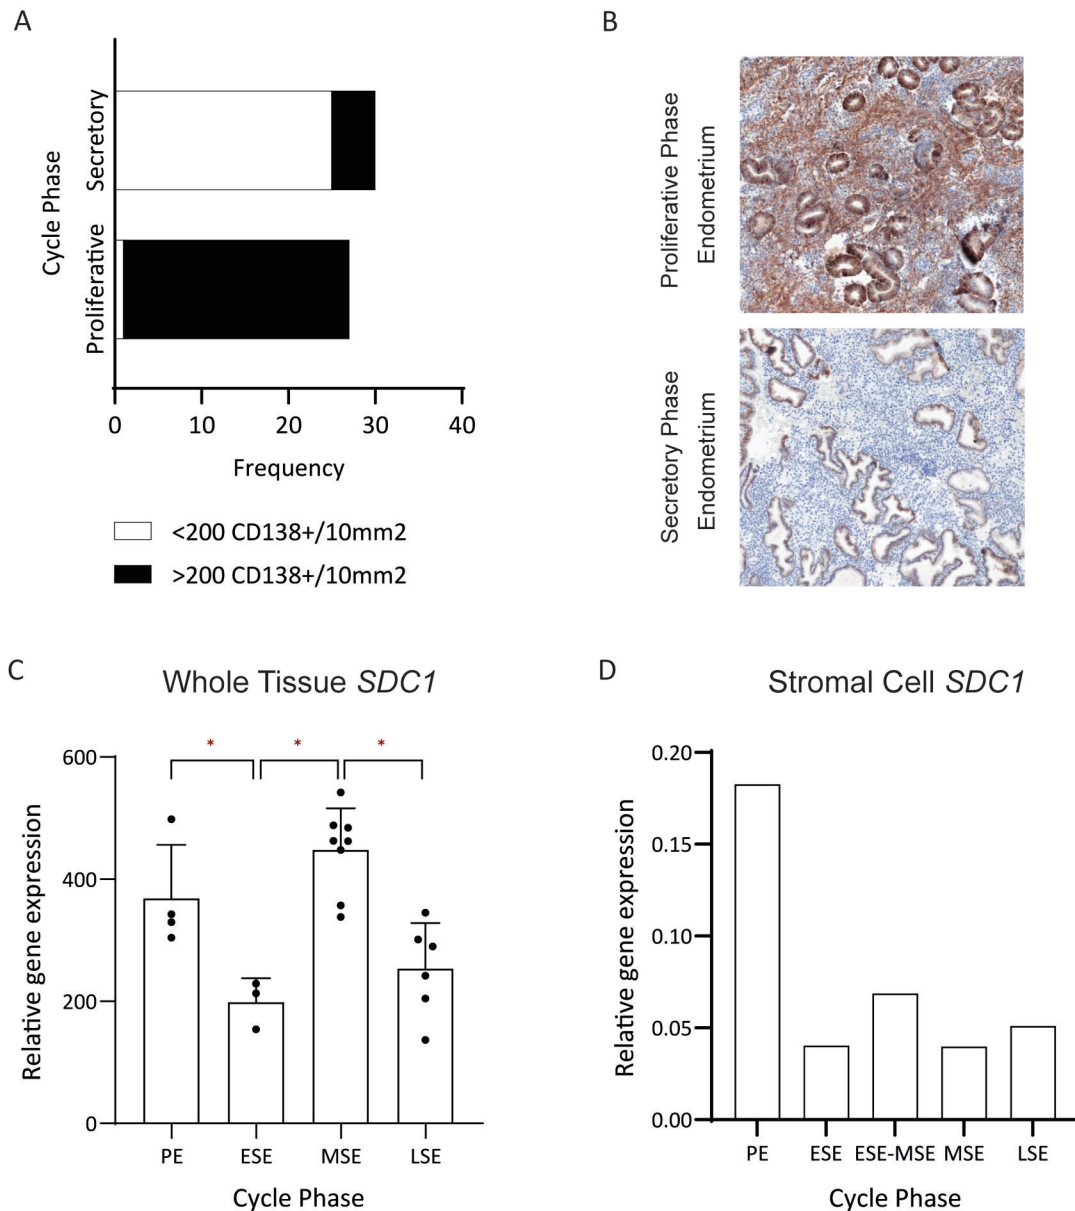 A
Cycle Phase
Secretory
Proliferative
0 10 20 30 40
Frequency
<200 CD138+/10mm2
>200 CD138+/10mm2
B
Proliferative Phase
Endometrium
Secretory Phase
Endometrium
C
Whole Tissue SDC1
Relative gene expression
600
400
200
0
* * *
PE ESE MSE LSE
Cycle Phase
D
Stromal Cell SDC1
Relative gene expression
0.20
0.15
0.10
0.05
0.00
PE ESE ESE-MSE MSE LSE
Cycle Phase